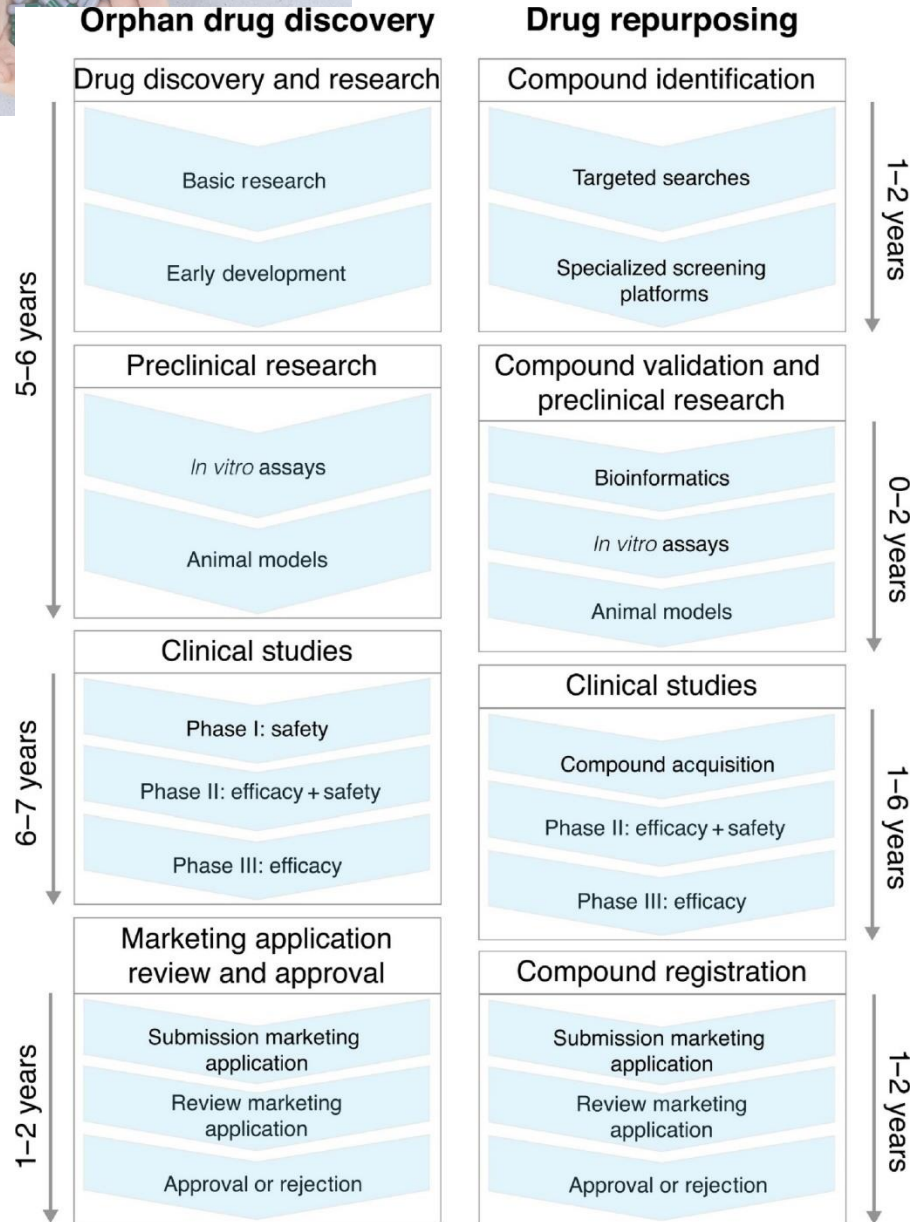 Orphan drug discovery
Drug discovery and research
Basic research
Early development
5–6 years
Preclinical research
In vitro assays
Animal models
Clinical studies
Phase I: safety
Phase II: efficacy + safety
Phase III: efficacy
6–7 years
Marketing application
review and approval
Submission marketing
application
Review marketing
application
Approval or rejection
1–2 years
Drug repurposing
Compound identification
Targeted searches
Specialized screening
platforms
1–2 years
Compound validation and
preclinical research
Bioinformatics
In vitro assays
Animal models
0–2 years
Clinical studies
Compound acquisition
Phase II: efficacy + safety
Phase III: efficacy
1–6 years
Compound registration
Submission marketing
application
Review marketing
application
Approval or rejection
1–2 years